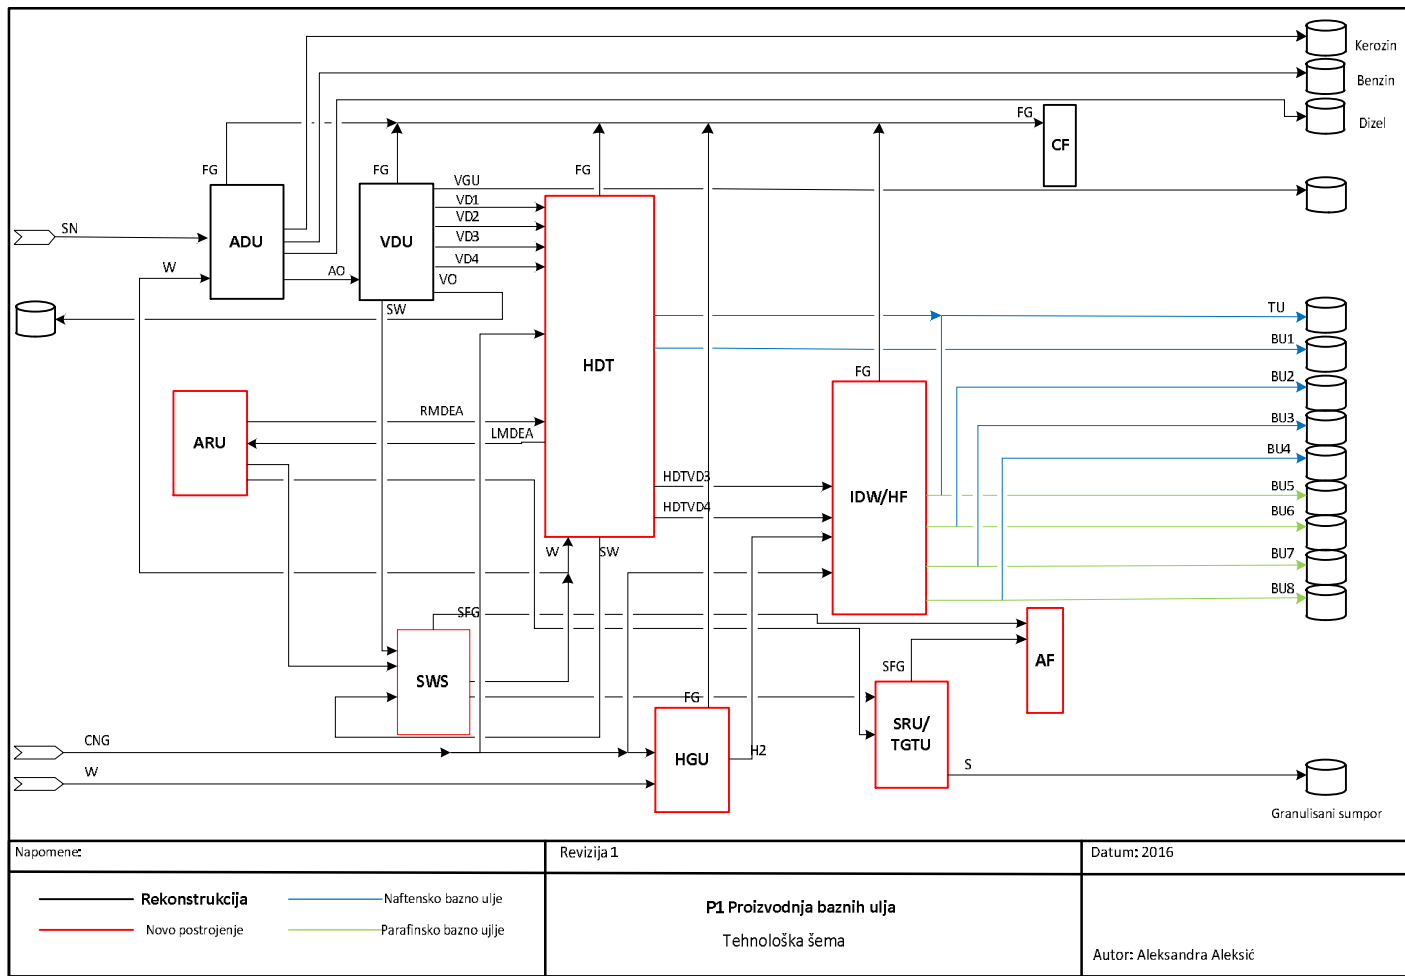 Kerozin
Benzin
Dizel
FG
CF
FG
FG
FG
VGU
VD1
VD2
VD3
VD4
VO
SN
ADU
VDU
W
AO
SW
HDT
TU
BU1
BU2
BU3
BU4
BU5
BU6
BU7
BU8
FG
ARU
RMDEA
LMDEA
HDTVD3
HDTVD4
IDW/HF
W
SW
SFG
SWS
SFG
AF
FG
SRU/
TGTU
CNG
H2
HGU
W
S
Granulisani sumpor
Napomene:
Revizija 1
Datum: 2016
Rekonstrukcija
Naftensko bazno ulje
Novo postrojenje
Parafinsko bazno ujlje
P1 Proizvodnja baznih ulja
Tehnološka šema
Autor: Aleksandra Aleksić